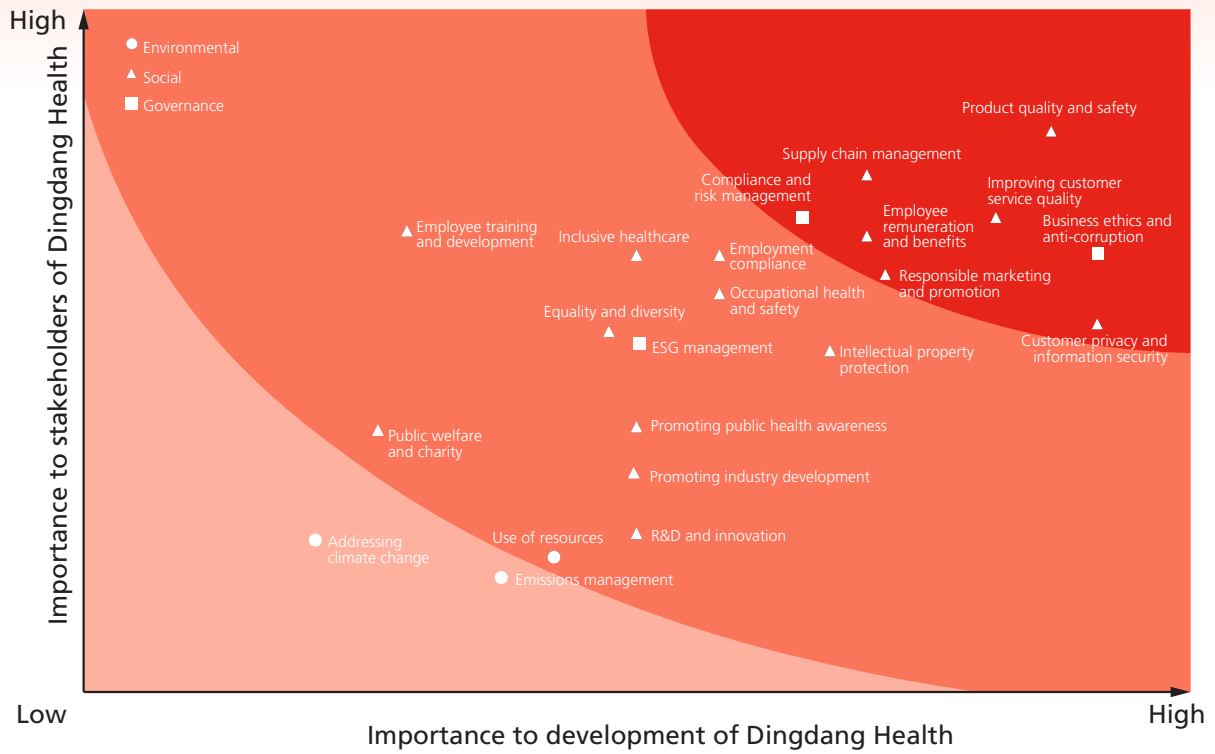 High
Importance to stakeholders of Dingdang Health
Environmental
Social
Governance
Product quality and safety
Supply chain management
Compliance and
risk management
Improving customer
service quality
Employee
remuneration
and benefits
Business ethics and
anti-corruption
Employee training
and development
Inclusive healthcare
Employment
compliance
Responsible marketing
and promotion
Occupational health
and safety
Equality and diversity
ESG management
Intellectual property
protection
Customer privacy and
information security
Public welfare
and charity
Promoting public health awareness
Promoting industry development
Addressing
climate change
Use of resources
R&D and innovation
Emissions management
Low
High
Importance to development of Dingdang Health